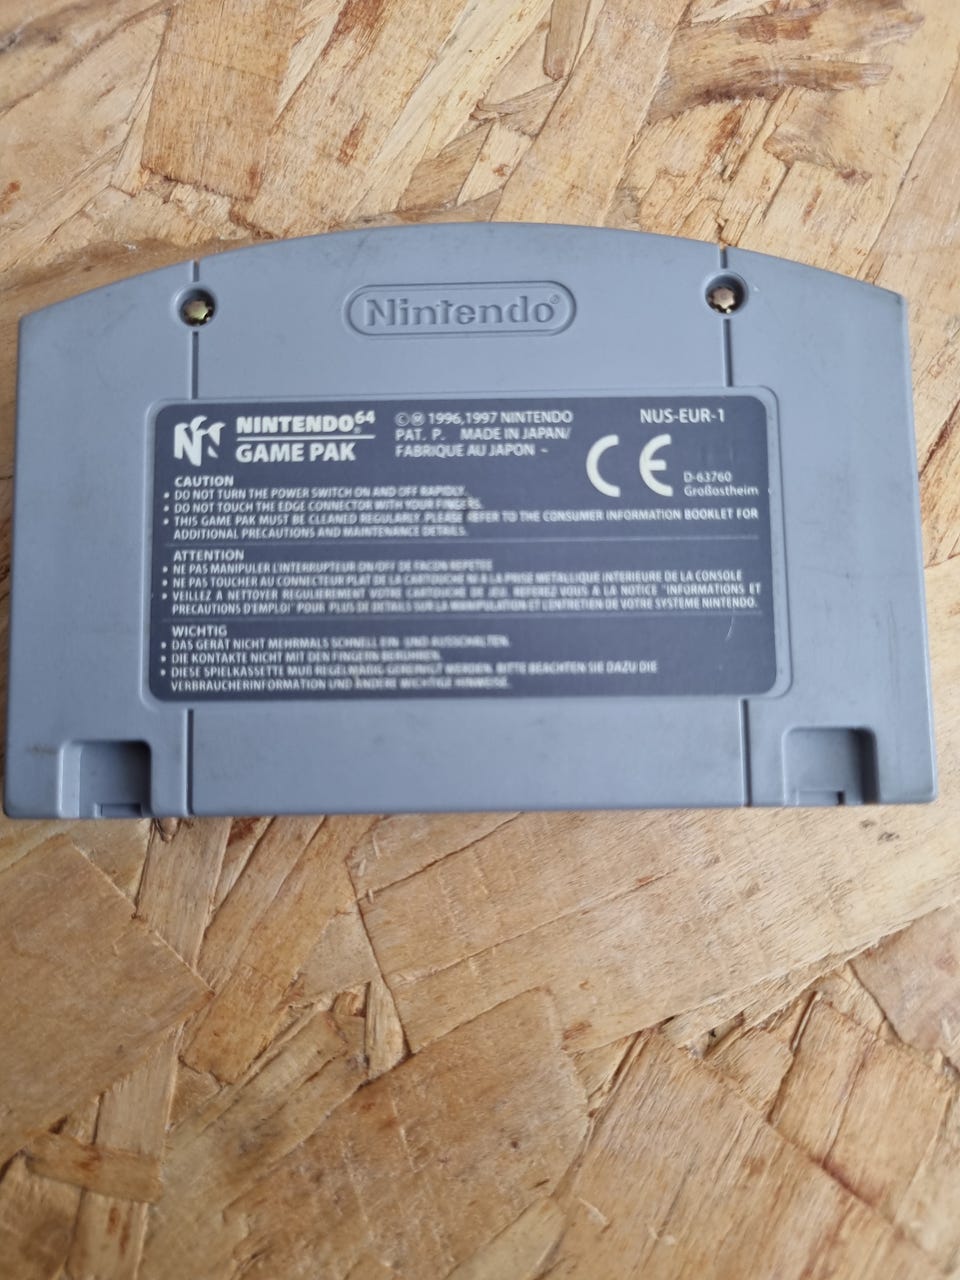 Nintendo®
NINTENDO®64
GAME PAK
©Ⓜ 1996,1997 NINTENDO
PAT. P. MADE IN JAPAN/
FABRIQUE AU JAPON ~
NUS-EUR-1
CE
D-63760
Großostheim
CAUTION
• DO NOT TURN THE POWER SWITCH ON AND OFF RAPIDLY.
• DO NOT TOUCH THE EDGE CONNECTOR WITH YOUR FINGERS.
• THIS GAME PAK MUST BE CLEANED REGULARLY. PLEASE REFER TO THE CONSUMER INFORMATION BOOKLET FOR
ADDITIONAL PRECAUTIONS AND MAINTENANCE DETAILS.
ATTENTION
• NE PAS MANIPULER L'INTERRUPTEUR ON/OFF DE FACON REPETEE
• NE PAS TOUCHER AU CONNECTEUR PLAT DE LA CARTOUCHE NI A LA PRISE METALLIQUE INTERIEURE DE LA CONSOLE
• VEILLEZ A NETTOYER REGULIEREMENT VOTRE CARTOUCHE DE JEU. REFEREZ VOUS A LA NOTICE "INFORMATIONS ET
PRECAUTIONS D'EMPLOI" POUR PLUS DE DETAILS SUR LA MANIPULATION ET L'ENTRETIEN DE VOTRE SYSTEME NINTENDO.
WICHTIG
• DAS GERÄT NICHT MEHRMALS SCHNELL EIN- UND AUSSCHALTEN.
• DIE KONTAKTE NICHT MIT DEN FINGERN BERÜHREN.
• DIESE SPIELKASSETTE MUß REGELMÄßIG GEREINIGT WERDEN. BITTE BEACHTEN SIE DAZU DIE
VERBRAUCHERINFORMATION UND ANDERE WICHTIGE HINWEISE.